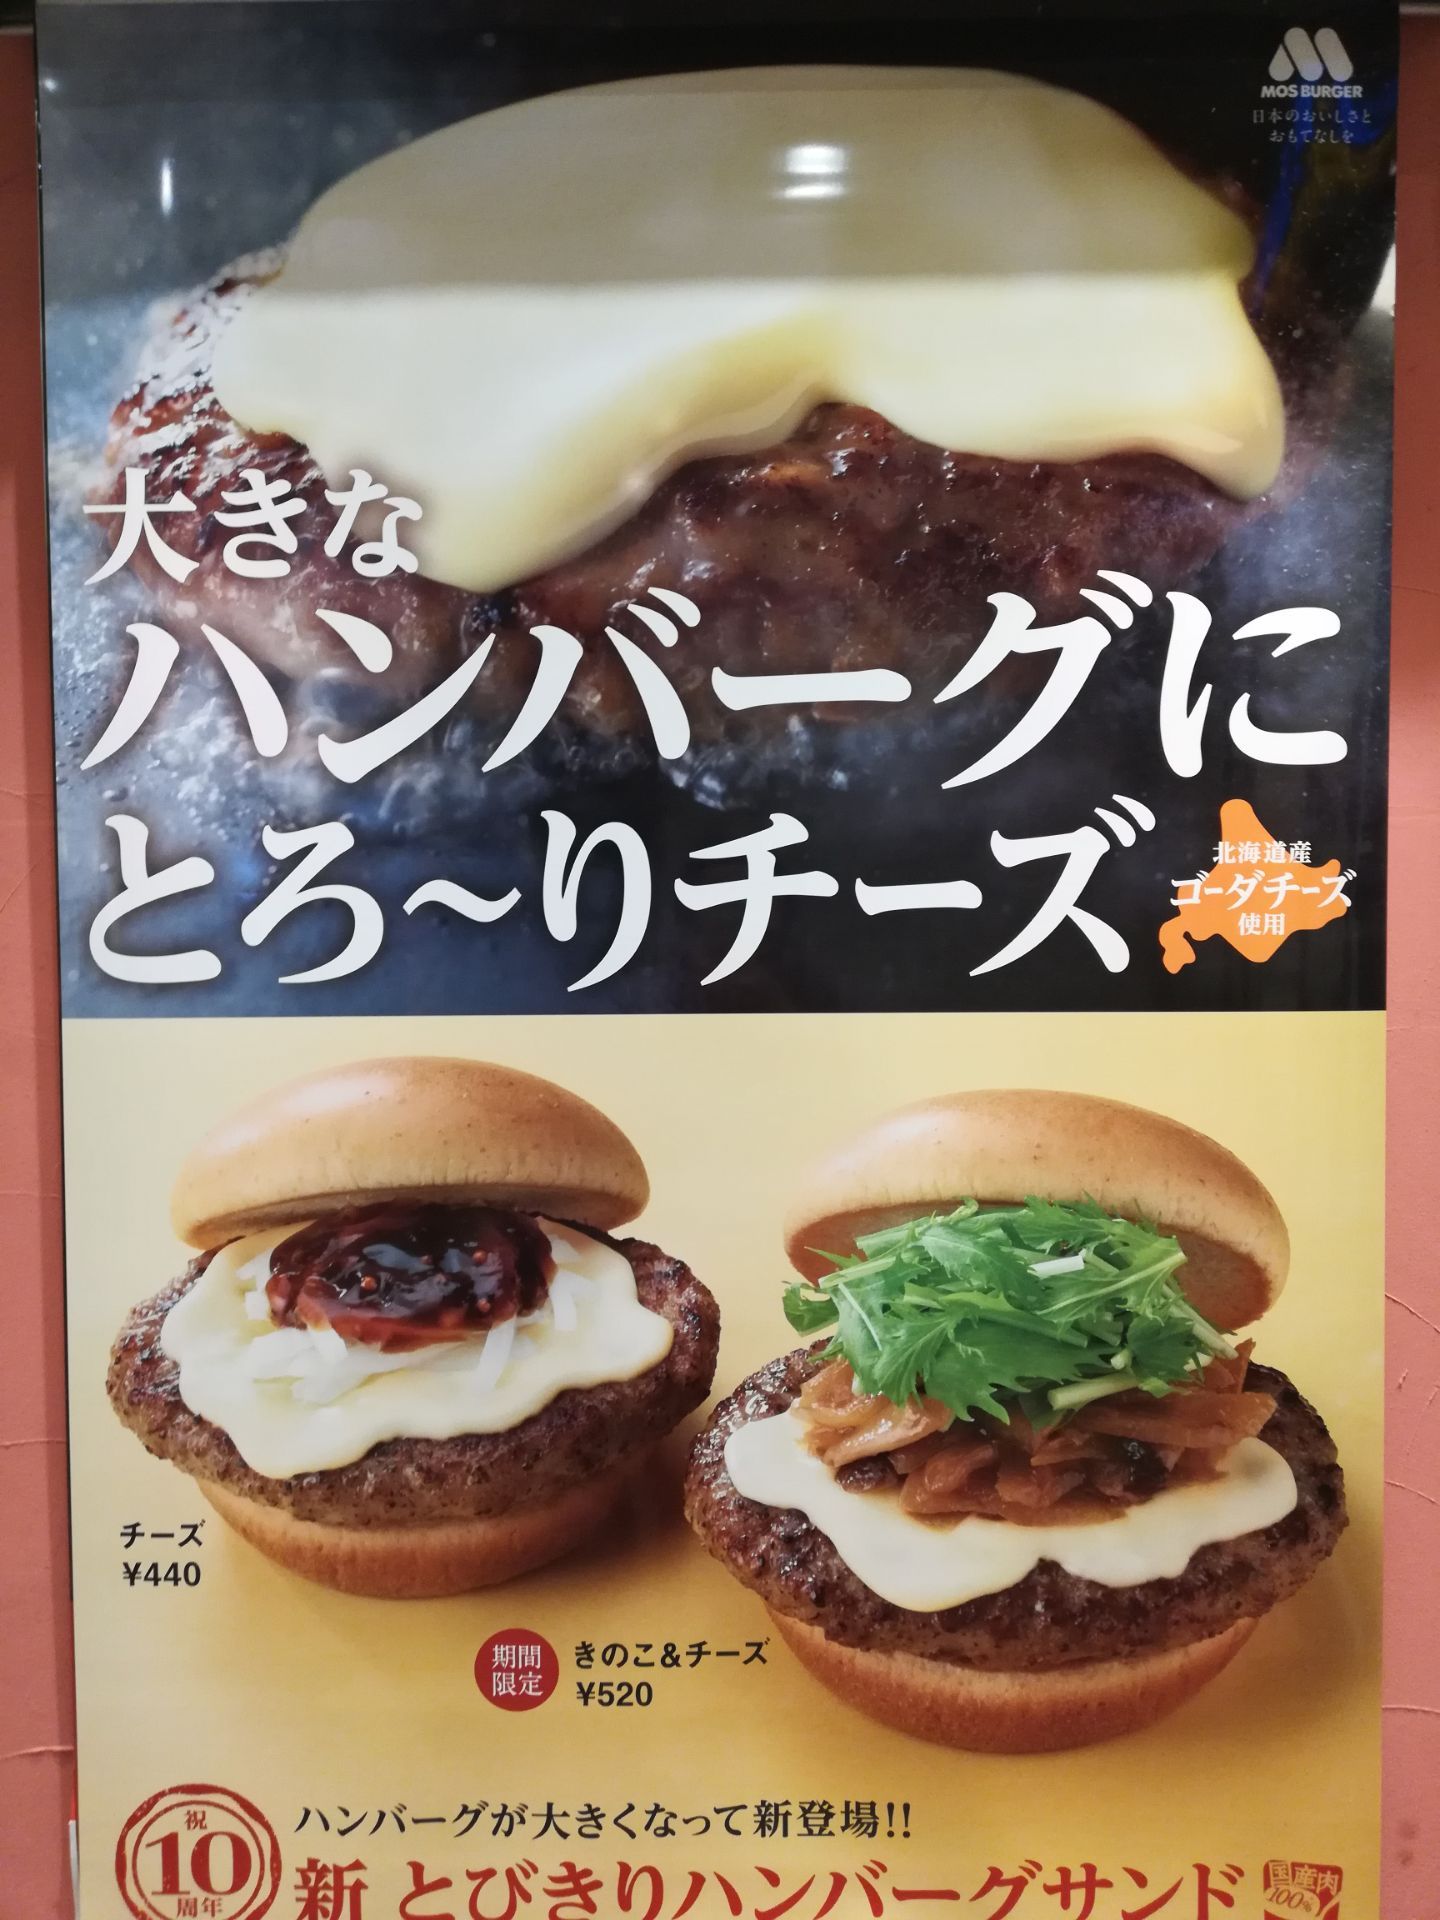 MOS BURGER
日本のおいしさと
おもてなしを
大きな
ハンバーグに
とろ〜りチーズ
北海道産
ゴーダチーズ
使用
チーズ
¥440
期間
限定
きのこ&チーズ
¥520
祝
10
周年
ハンバーグが大きくなって新登場!!
新 とびきりハンバーグサンド
国産肉
100%